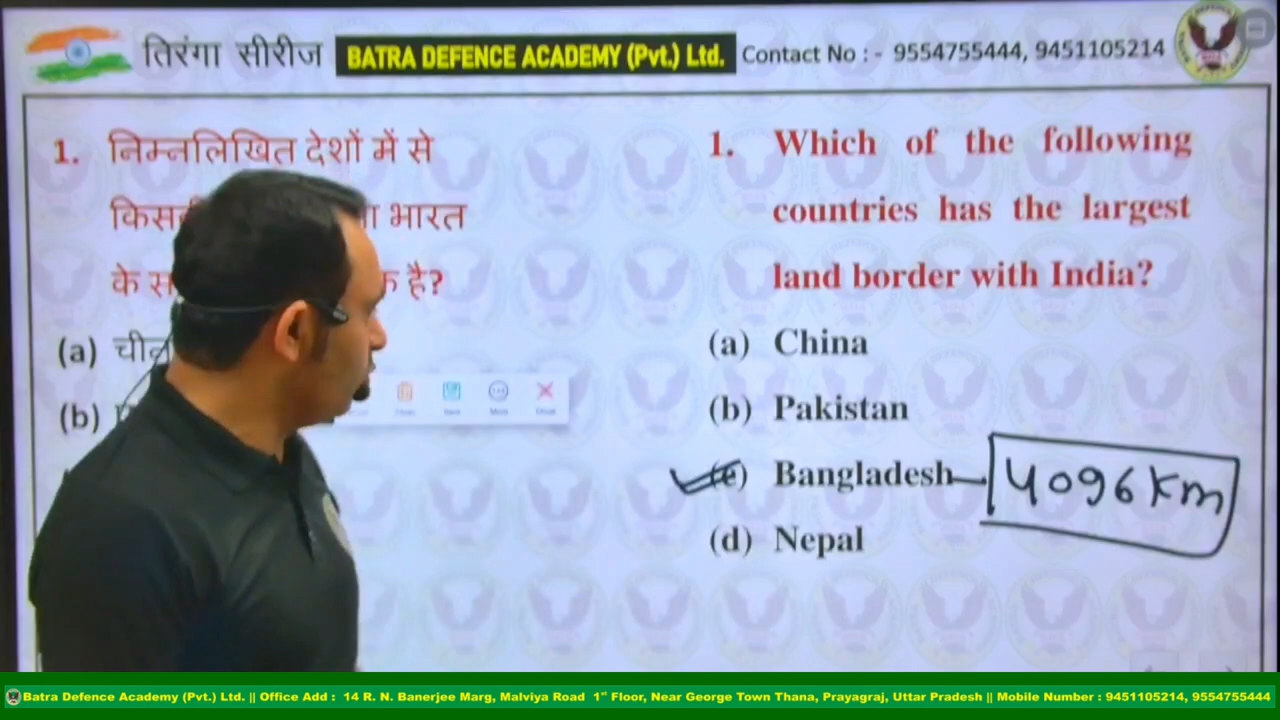 तिरंगा सीरीज
BATRA DEFENCE ACADEMY (Pvt.) Ltd.
Contact No : - 9554755444, 9451105214
1. निम्नलिखित देशों में से
भारत
के है?
(a)
(b)
1. Which of the following
countries has the largest
land border with India?
(a) China
(b) Pakistan
(c) Bangladesh 4096 Km
(d) Nepal
Batra Defence Academy (Pvt.) Ltd. || Office Add : 14 R. N. Banerjee Marg, Malviya Road 1st Floor, Near George Town Thana, Prayagraj, Uttar Pradesh || Mobile Number : 9451105214, 9554755444